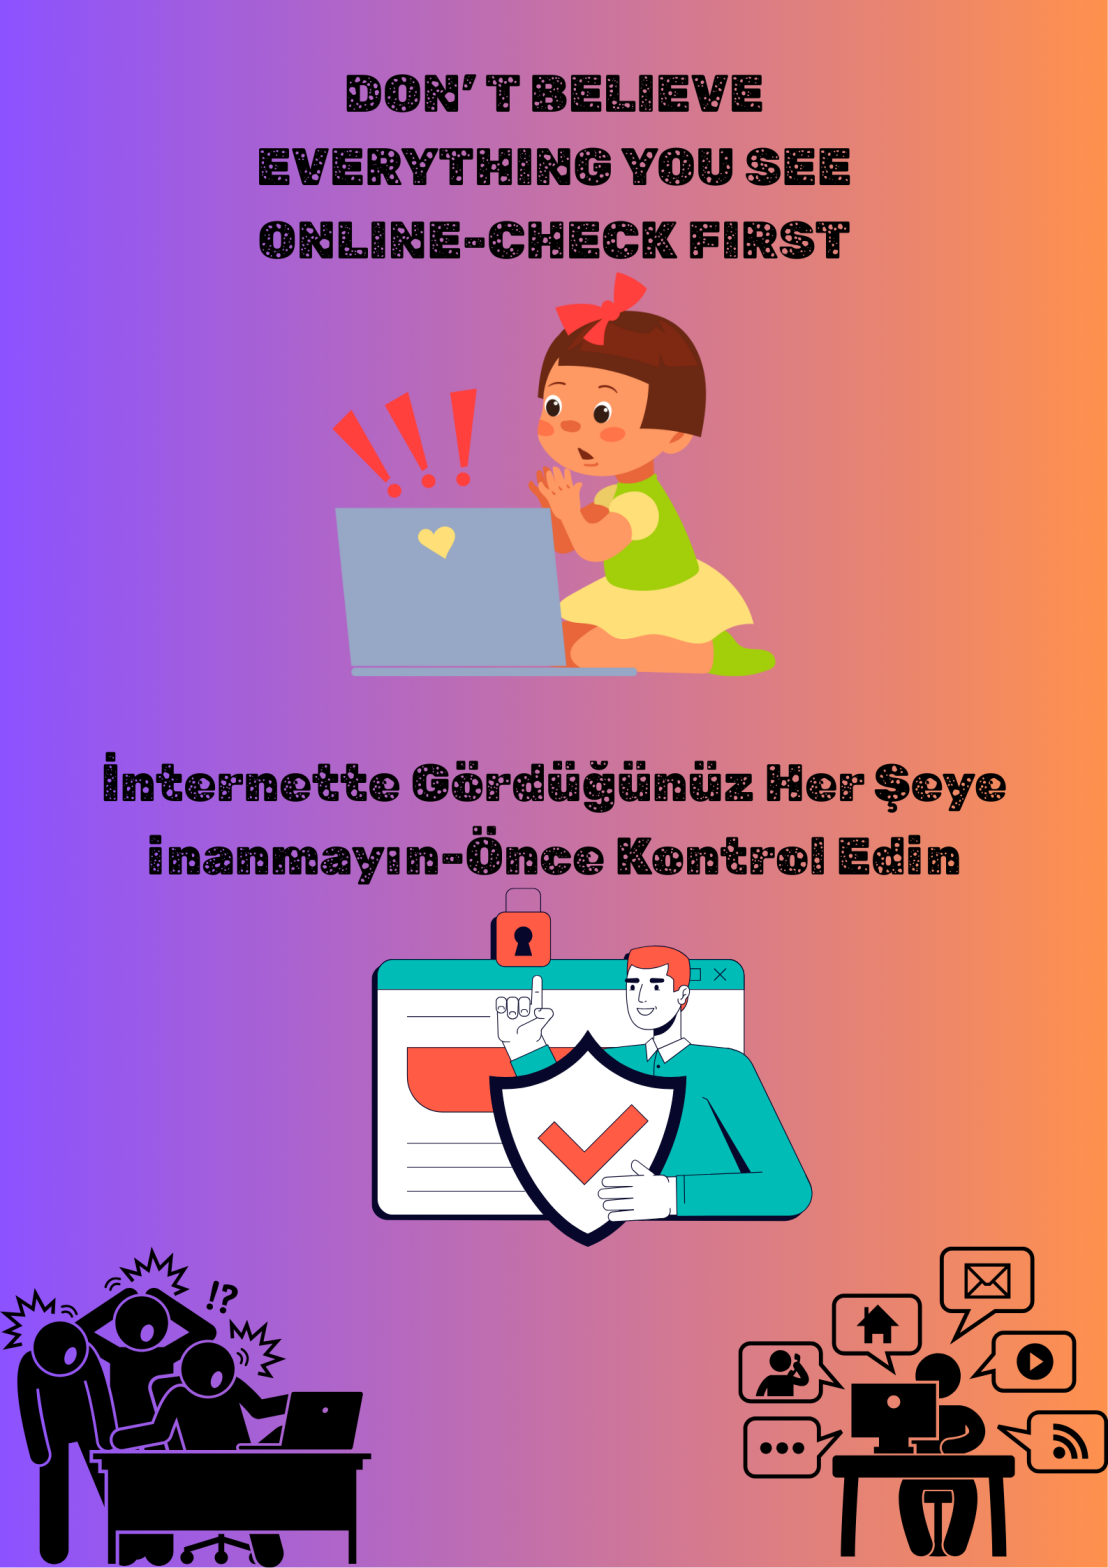 DON’ T BELIEVE
EVERYTHING YOU SEE
ONLINE-CHECK FIRST
İnternette Gördüğünüz Her Şeye
inanmayın-Önce Kontrol Edin
!?